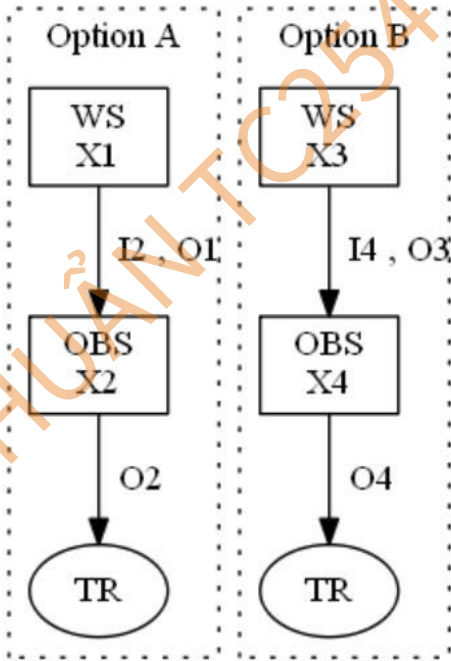 Option A
WS
X1
I2 , O1
OBS
X2
O2
TR
Option B
WS
X3
I4 , O3
OBS
X4
O4
TR
HUẨN TC254